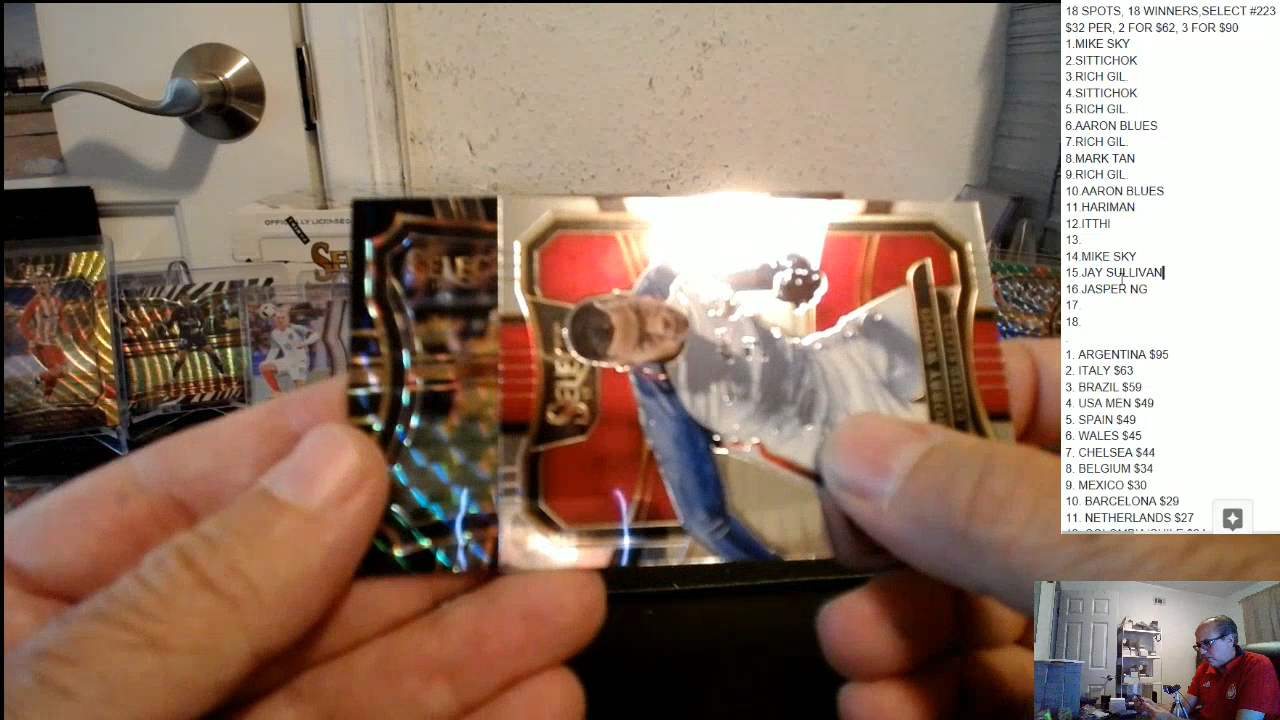 18 SPOTS, 18 WINNERS,SELECT #223
$32 PER, 2 FOR $62, 3 FOR $90
1.MIKE SKY
2.SITTICHOK
3.RICH GIL.
4.SITTICHOK
5.RICH GIL.
6.AARON BLUES
7.RICH GIL.
8.MARK TAN
9.RICH GIL.
10.AARON BLUES
11 HARIMAN
12.ITTHI
13.
14.MIKE SKY
15.JAY SULLIVAN
16.JASPER NG
17.
18.
.
1. ARGENTINA $95
2. ITALY $63
3. BRAZIL $59
4. USA MEN $49
5. SPAIN $49
6. WALES $45
7. CHELSEA $44
8. BELGIUM $34
9. MEXICO $30
10. BARCELONA $29
11. NETHERLANDS $27
OFFICIALLY LICENSED
SELECT
SELECT